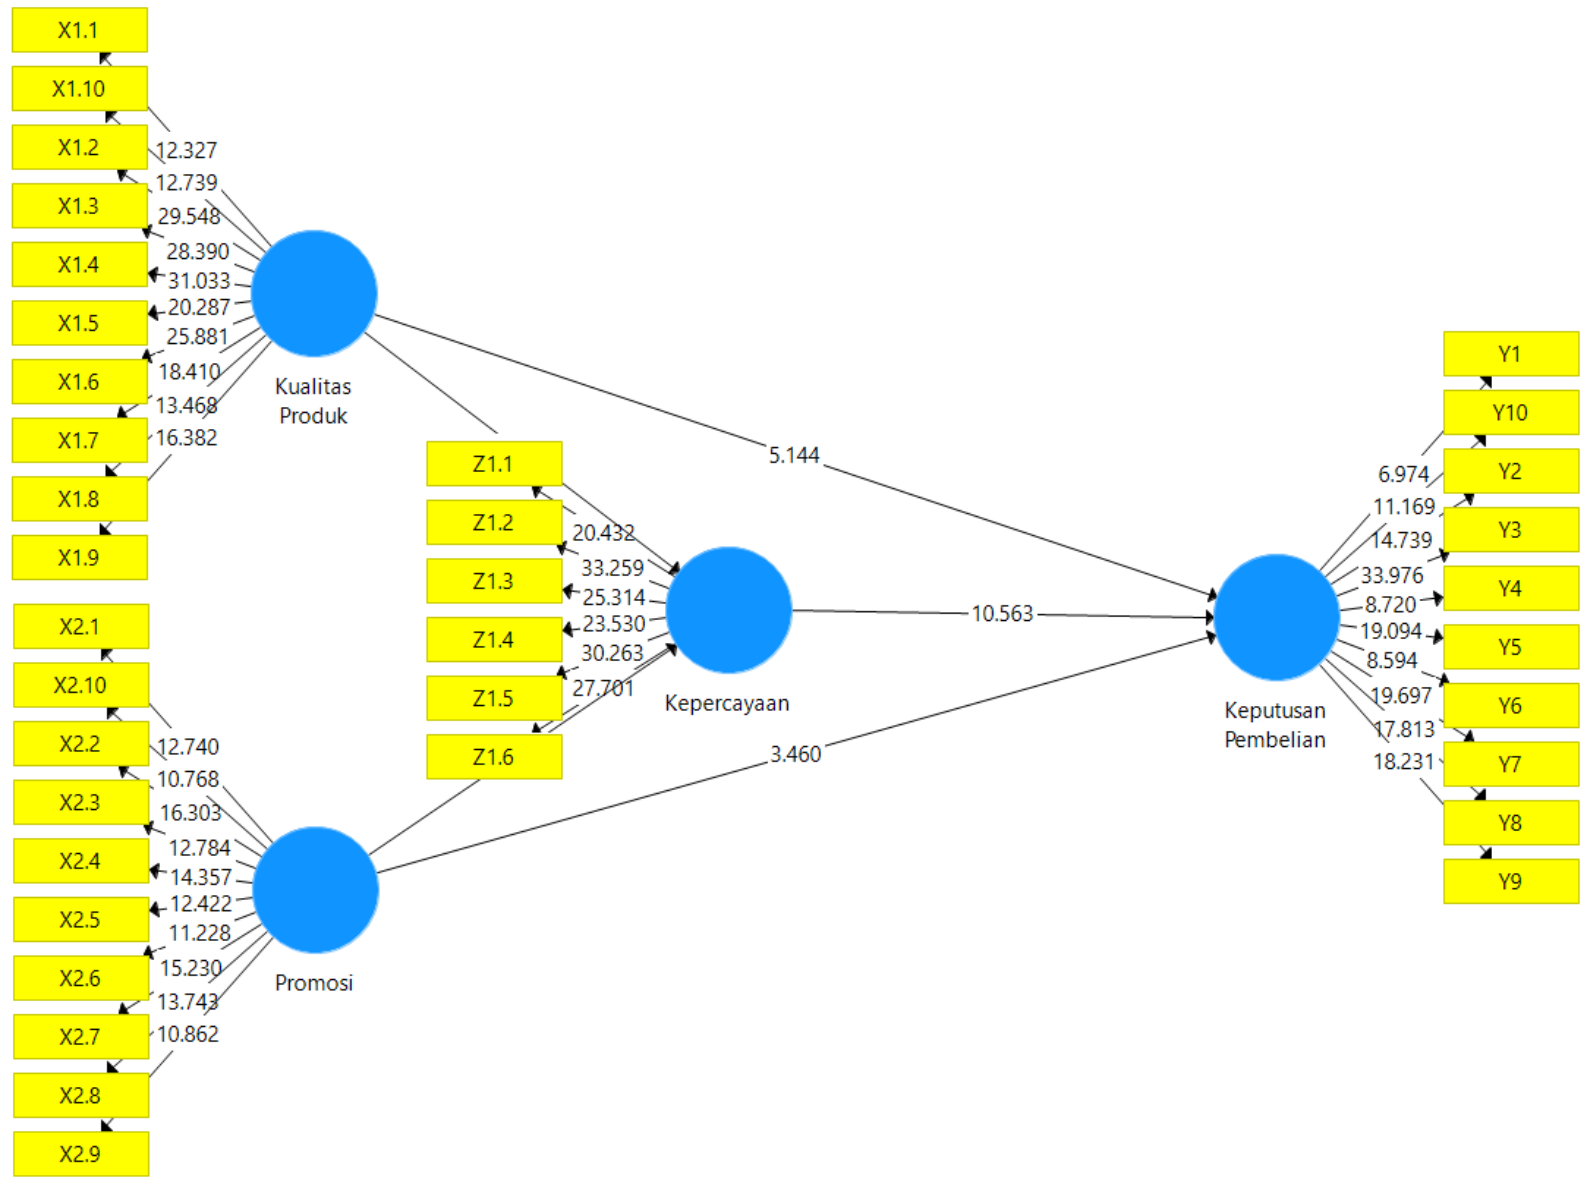 X1.1
X1.10
X1.2
X1.3
X1.4
X1.5
X1.6
X1.7
X1.8
X1.9
12.327
12.739
29.548
28.390
31.033
20.287
25.881
18.410
13.468
16.382
Kualitas
Produk
X2.1
X2.10
X2.2
X2.3
X2.4
X2.5
X2.6
X2.7
X2.8
X2.9
12.740
10.768
16.303
12.784
14.357
12.422
11.228
15.230
13.743
10.862
Promosi
Z1.1
Z1.2
Z1.3
Z1.4
Z1.5
Z1.6
20.432
33.259
25.314
23.530
30.263
27.701
Kepercayaan
5.144
10.563
3.460
Keputusan
Pembelian
6.974
11.169
14.739
33.976
8.720
19.094
8.594
19.697
17.813
18.231
Y1
Y10
Y2
Y3
Y4
Y5
Y6
Y7
Y8
Y9